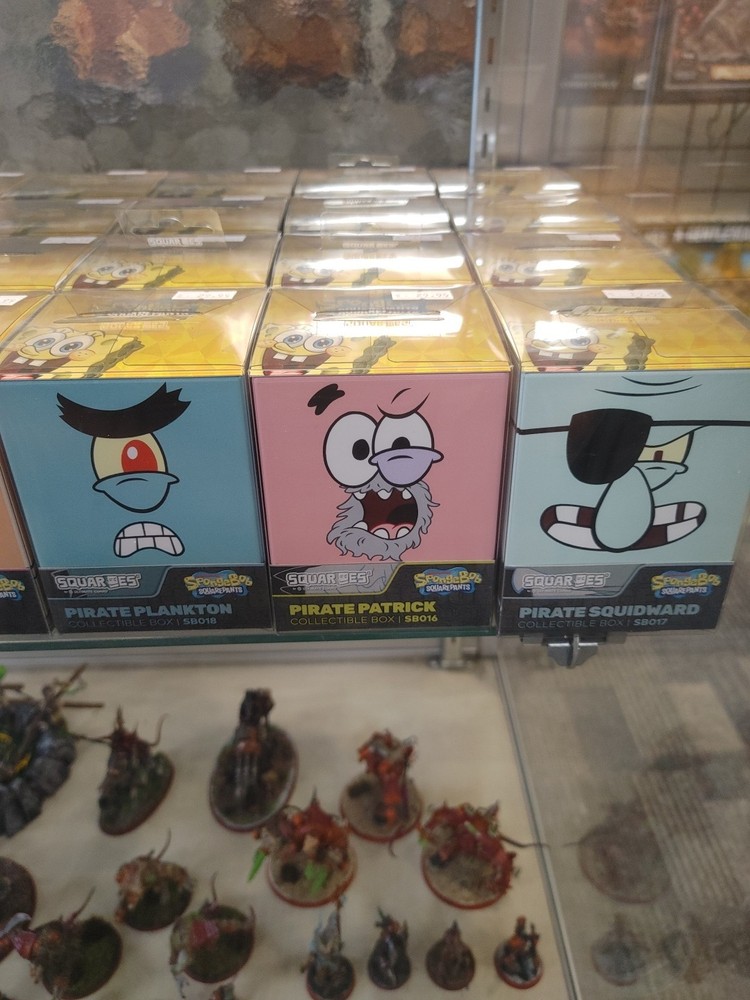 SQUAROES
SQUAROES
SpongeBob
SQUAREPANTS
PIRATE PLANKTON
COLLECTIBLE BOX | SB018
SQUAROES
SpongeBob
SQUAREPANTS
PIRATE PATRICK
COLLECTIBLE BOX | SB016
SQUAROES
SpongeBob
SQUAREPANTS
PIRATE SQUIDWARD
COLLECTIBLE BOX | SB017